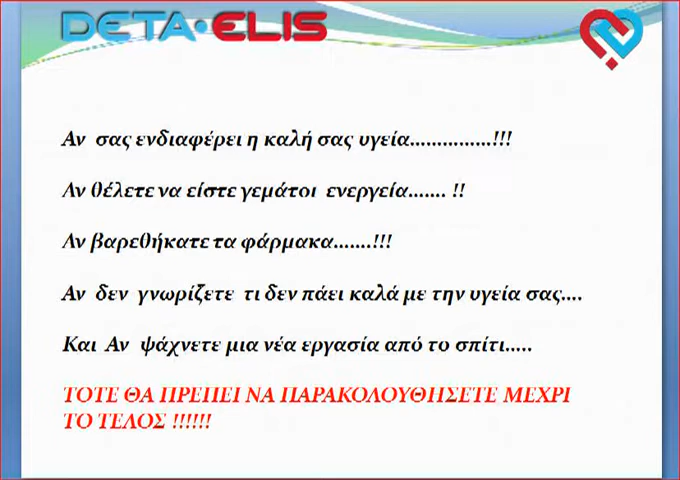 DETA·ELIS
Αν σας ενδιαφέρει η καλή σας υγεία...............!!!
Αν θέλετε να είστε γεμάτοι ενεργεία....... !!
Αν βαρεθήκατε τα φάρμακα.......!!!
Αν δεν γνωρίζετε τι δεν πάει καλά με την υγεία σας....
Και Αν ψάχνετε μια νέα εργασία από το σπίτι.....
ΤΟΤΕ ΘΑ ΠΡΕΠΕΙ ΝΑ ΠΑΡΑΚΟΛΟΥΘΗΣΕΤΕ ΜΕΧΡΙ
ΤΟ ΤΕΛΟΣ !!!!!!